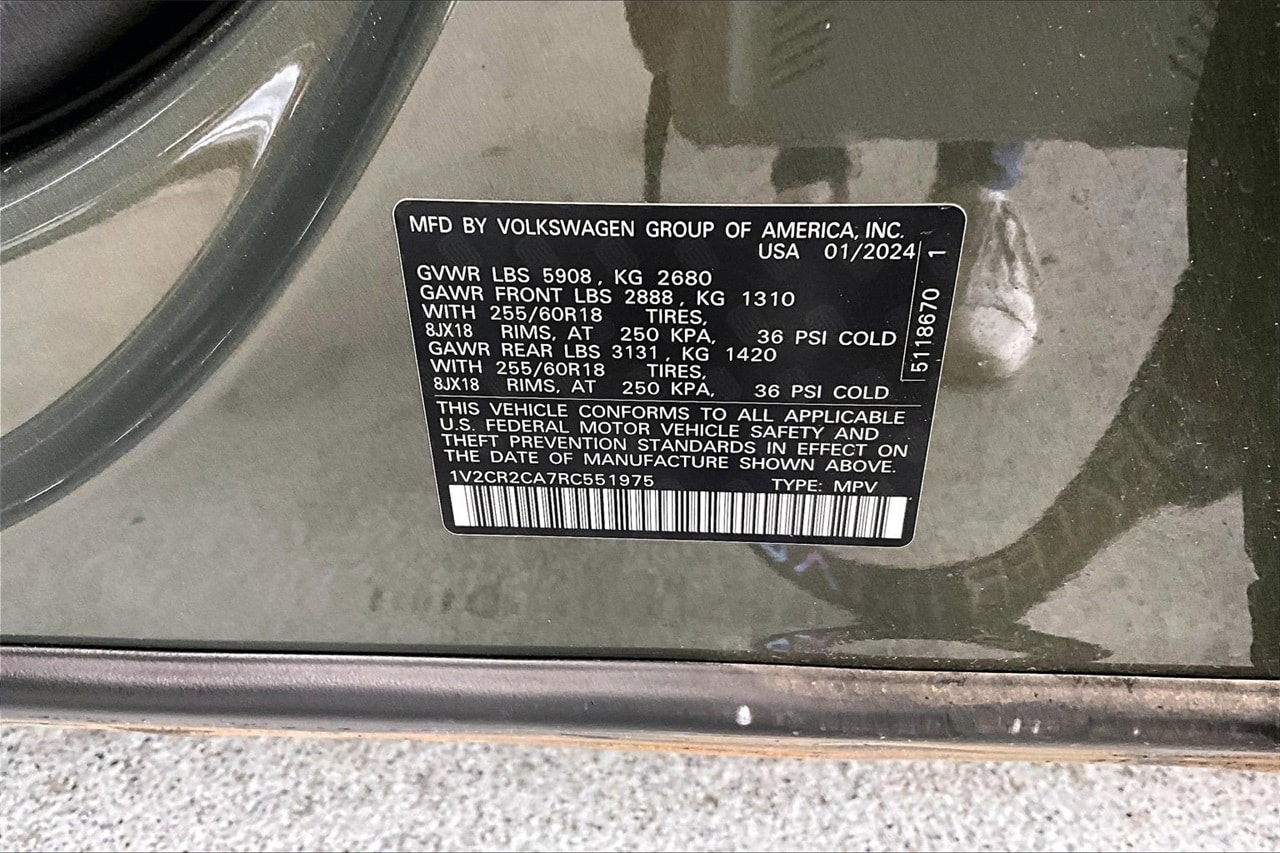 MFD BY VOLKSWAGEN GROUP OF AMERICA, INC.
USA 01/2024
GVWR LBS 5908, KG 2680
GAWR FRONT LBS 2888, KG 1310
WITH 255/60R18 TIRES,
8JX18 RIMS, AT 250 KPA, 36 PSI COLD
GAWR REAR LBS 3131, KG 1420
WITH 255/60R18 TIRES,
8JX18 RIMS, AT 250 KPA, 36 PSI COLD
5118670 1
THIS VEHICLE CONFORMS TO ALL APPLICABLE
U.S. FEDERAL MOTOR VEHICLE SAFETY AND
THEFT PREVENTION STANDARDS IN EFFECT ON
THE DATE OF MANUFACTURE SHOWN ABOVE.
1V2CR2CA7RC551975 TYPE: MPV